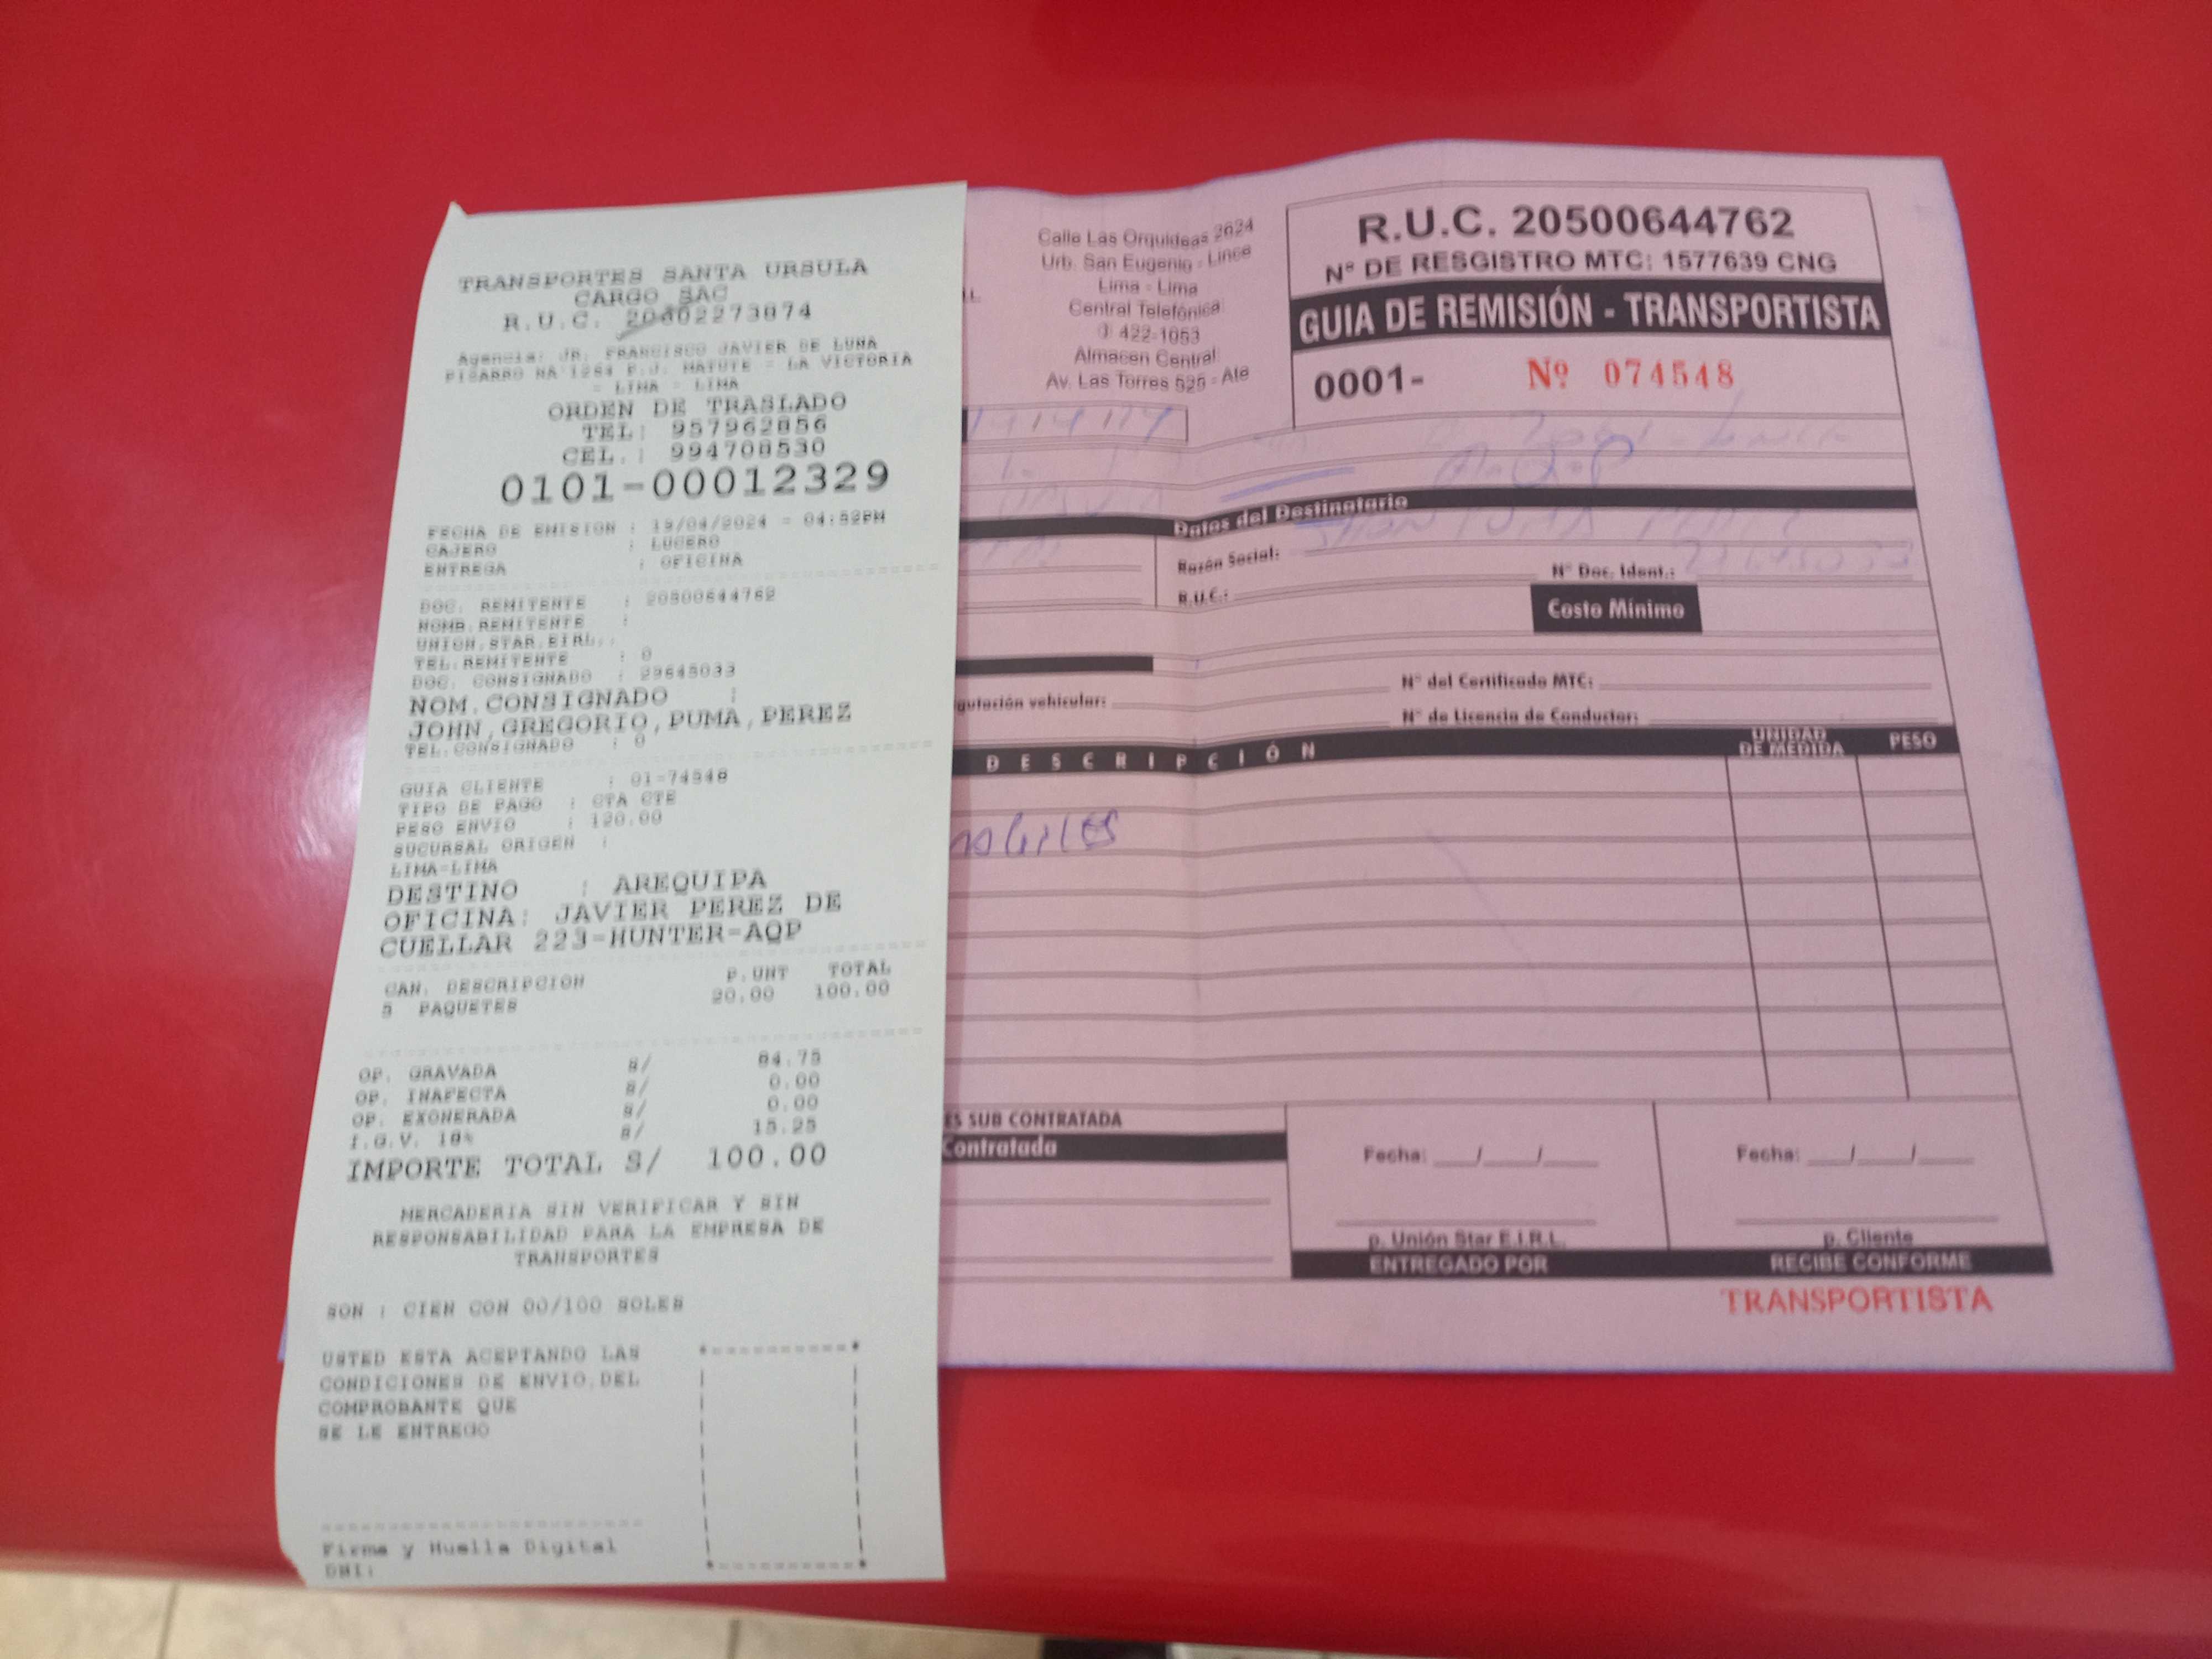 TRANSPORTES SANTA URSULA
CARGO SAC
R.U.C. 20602273874
Agencia: JR. FRANCISCO JAVIER DE LUNA
PIZARRO NA 1284 P.J. MATUTE - LA VICTORIA
- LIMA - LIMA
ORDEN DE TRASLADO
TEL: 957962856
CEL.: 994708530
0101-00012329
FECHA DE EMISION : 19/04/2024 - 04:52PM
CAJERO : LUCERO
ENTREGA : OFICINA
DOC. REMITENTE : 20500644762
NOMB.REMITENTE :
UNION,STAR,EIRL,.
TEL.REMITENTE : 0
DOC. CONSIGNADO : 29645033
NOM.CONSIGNADO :
JOHN,GREGORIO,PUMA,PEREZ
TEL.CONSIGNADO : 0
GUIA CLIENTE : 01-74548
TIPO DE PAGO : CTA CTE
PESO ENVIO : 120.00
SUCURSAL ORIGEN :
LIMA-LIMA
DESTINO : AREQUIPA
OFICINA: JAVIER PEREZ DE
CUELLAR 223-HUNTER-AQP
CAN. DESCRIPCION P.UNT TOTAL
5 PAQUETES 20.00 100.00
OP. GRAVADA S/ 84.75
OP. INAFECTA S/ 0.00
OP. EXONERADA S/ 0.00
I.G.V. 18% S/ 15.25
IMPORTE TOTAL S/ 100.00
MERCADERIA SIN VERIFICAR Y SIN
RESPONSABILIDAD PARA LA EMPRESA DE
TRANSPORTES
SON : CIEN CON 00/100 SOLES
USTED ESTA ACEPTANDO LAS
CONDICIONES DE ENVIO,DEL
COMPROBANTE QUE
SE LE ENTREGO
Firma y Huella Digital
DNI:
Calle Las Orquídeas 2624
Urb. San Eugenio - Lince
Lima - Lima
Central Telefónica:
422-1053
Almacen Central:
Av. Las Torres 525 - Ate
R.U.C. 20500644762
N° DE RESGISTRO MTC: 1577639 CNG
GUIA DE REMISIÓN - TRANSPORTISTA
0001- Nº 074548
Datos del Destinatario
Razón Social:
R.U.C.: N° Doc. Ident.:
Costo Mínimo
N° del Certificado MTC:
vehicular:
N° de Licencia de Conductor:
DESCRIPCIÓN UNIDAD DE MEDIDA PESO
SUB CONTRATADA
Contratada
Fecha: ___/___/___ Fecha: ___/___/___
p. Unión Star E.I.R.L. p. Cliente
ENTREGADO POR RECIBE CONFORME
TRANSPORTISTA